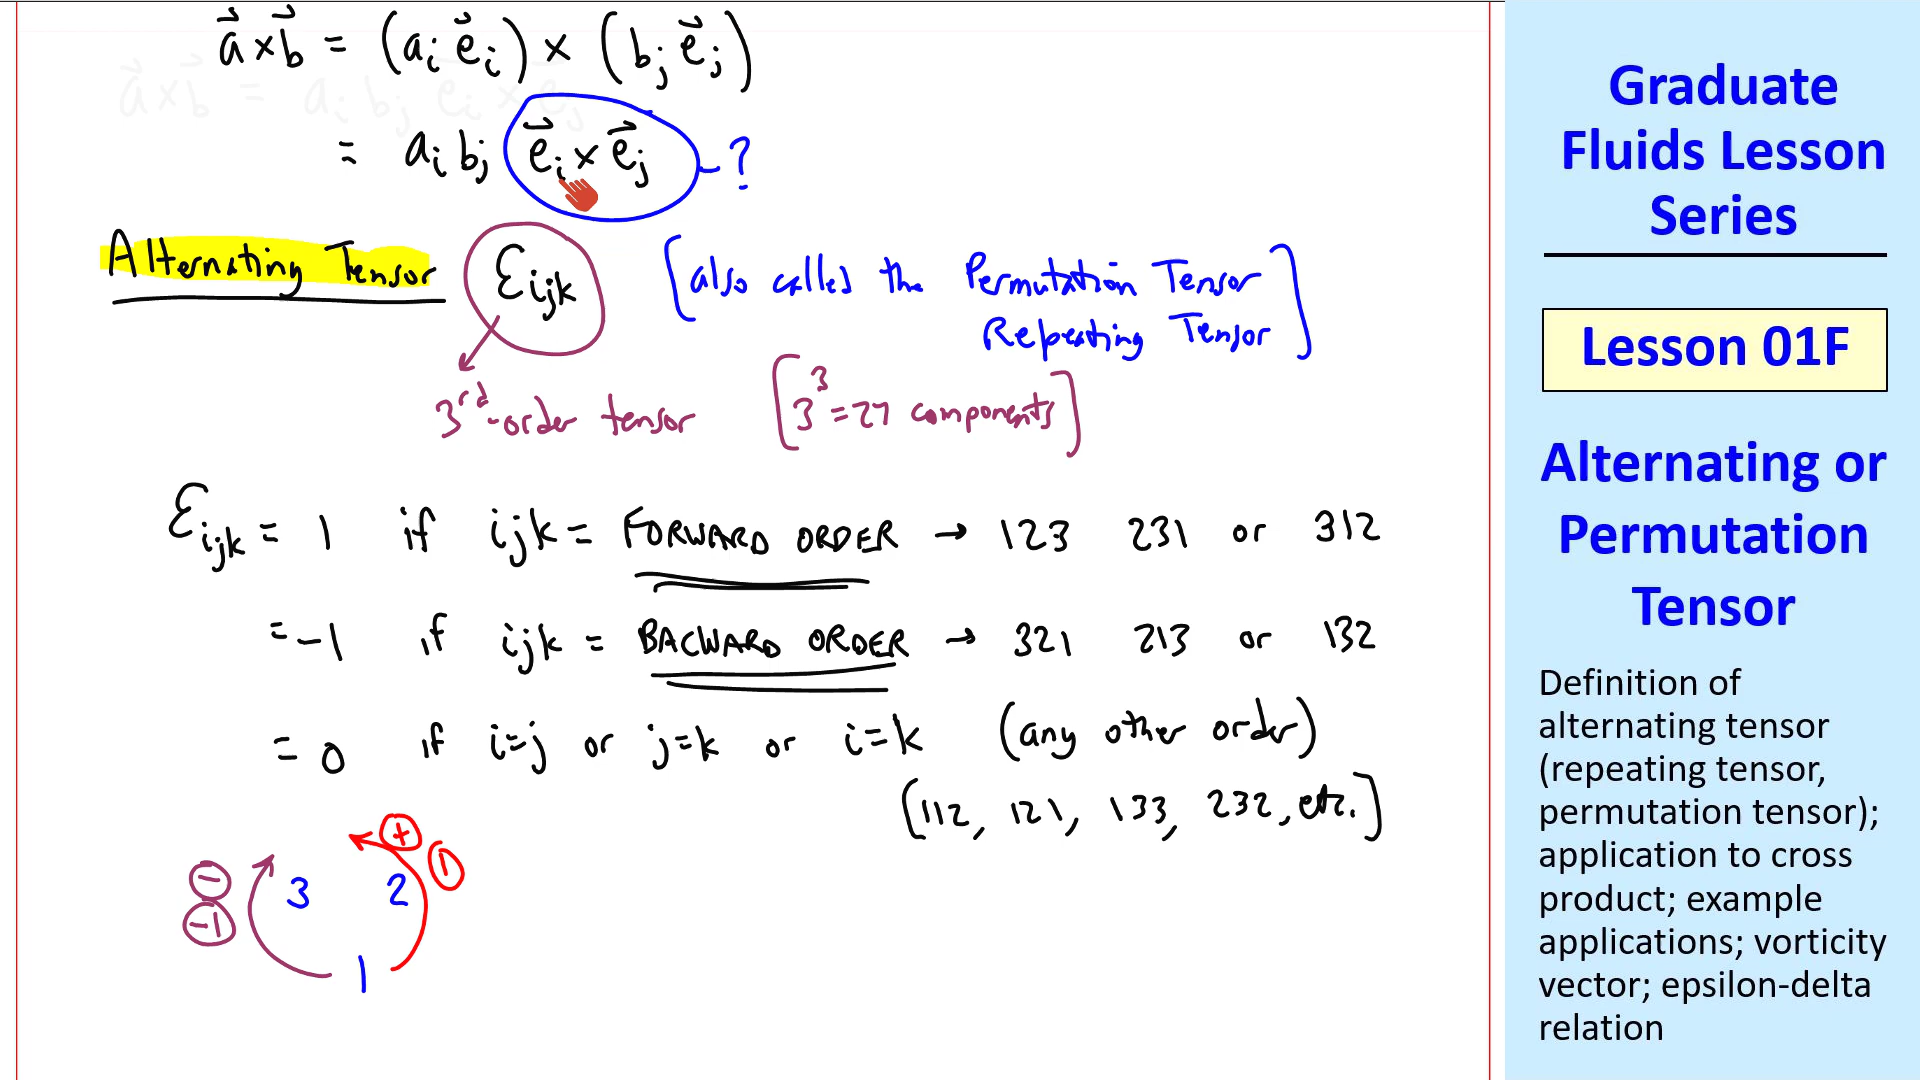 a⃗ × b⃗ = (aᵢ e⃗ᵢ) × (bⱼ e⃗ⱼ)
= aᵢ bⱼ e⃗ᵢ × e⃗ⱼ - ?
Alternating Tensor εᵢⱼₖ [also called the Permutation Tensor
Repeating Tensor]
3rd-order tensor [3³ = 27 components]
εᵢⱼₖ = 1 if ijk = FORWARD ORDER → 123 231 or 312
= -1 if ijk = BACWARD ORDER → 321 213 or 132
= 0 if i=j or j=k or i=k (any other order)
[112, 121, 133, 232, etc.]
+
1
-
-1
3 2
1
Graduate
Fluids Lesson
Series
Lesson 01F
Alternating or
Permutation
Tensor
Definition of
alternating tensor
(repeating tensor,
permutation tensor);
application to cross
product; example
applications; vorticity
vector; epsilon-delta
relation